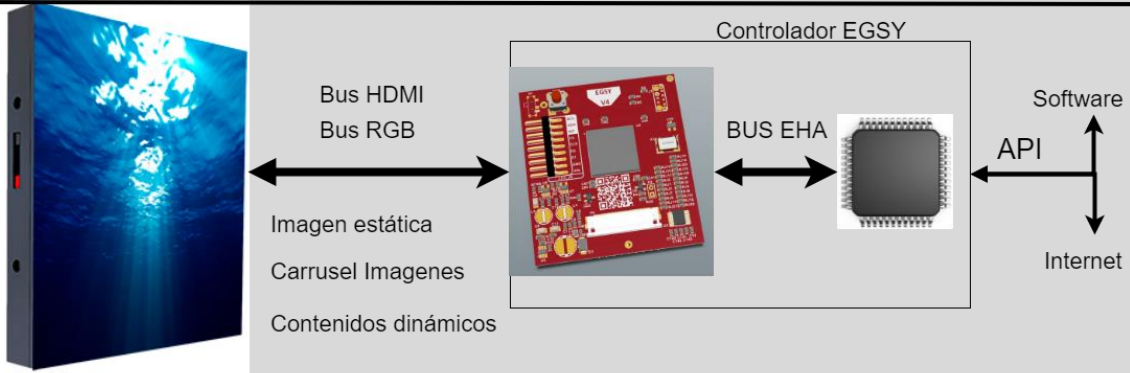 Controlador EGSY
Bus HDMI
Bus RGB
Imagen estática
Carrusel Imagenes
Contenidos dinámicos
EGSY
V4
BUS EHA
API
Software
Internet